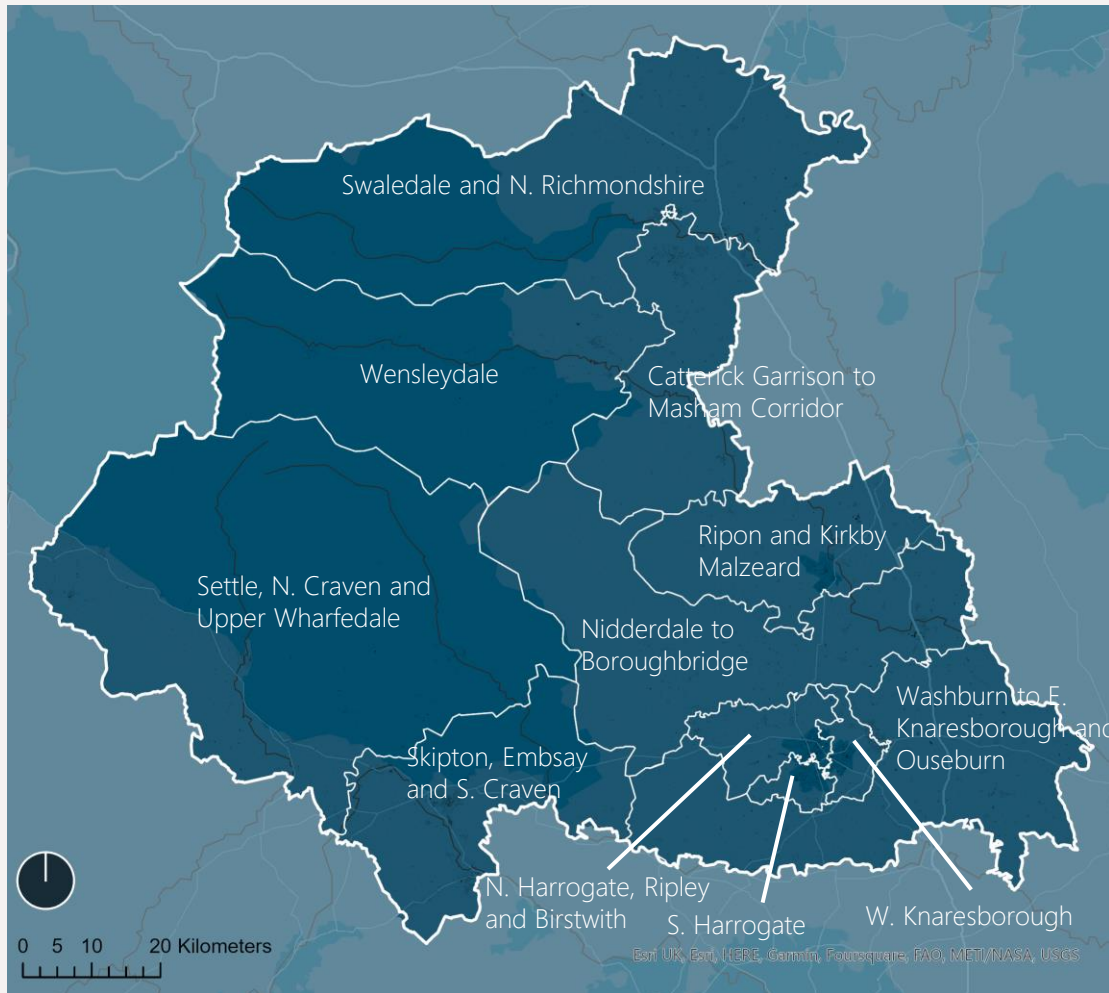 Swaledale and N. Richmondshire
Wensleydale
Catterick Garrison to
Masham Corridor
Ripon and Kirkby
Malzeard
Settle, N. Craven and
Upper Wharfedale
Nidderdale to
Boroughbridge
Washburn to E.
Knaresborough and
Ouseburn
Skipton, Embsay
and S. Craven
N. Harrogate, Ripley
and Birstwith
S. Harrogate
W. Knaresborough
0 5 10 20 Kilometers
Esri UK, Esri, HERE, Garmin, Foursquare, FAO, METI/NASA, USGS